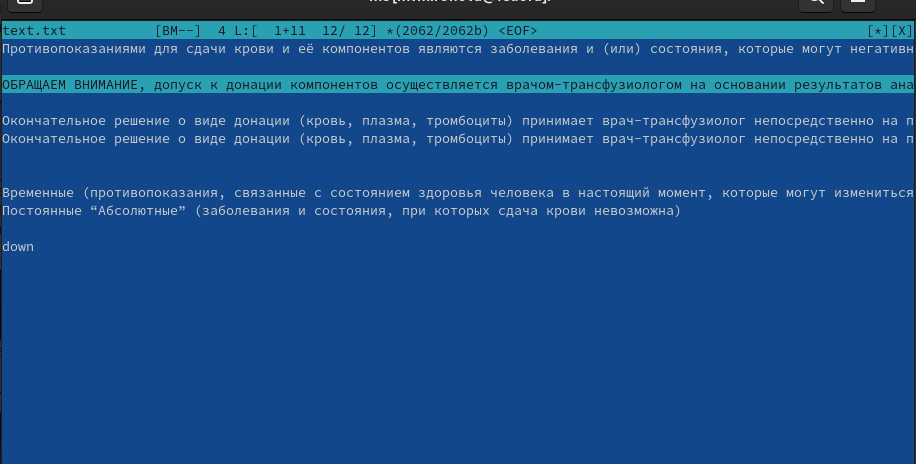 text.txt [BM--] 4 L:[ 1+11 12/ 12] *(2062/2062b) <EOF> [*][X]
Противопоказаниями для сдачи крови и её компонентов являются заболевания и (или) состояния, которые могут негативн
ОБРАЩАЕМ ВНИМАНИЕ, допуск к донации компонентов осуществляется врачом-трансфузиологом на основании результатов ана
Окончательное решение о виде донации (кровь, плазма, тромбоциты) принимает врач-трансфузиолог непосредственно на п
Окончательное решение о виде донации (кровь, плазма, тромбоциты) принимает врач-трансфузиолог непосредственно на п
Временные (противопоказания, связанные с состоянием здоровья человека в настоящий момент, которые могут измениться
Постоянные “Абсолютные” (заболевания и состояния, при которых сдача крови невозможна)
down